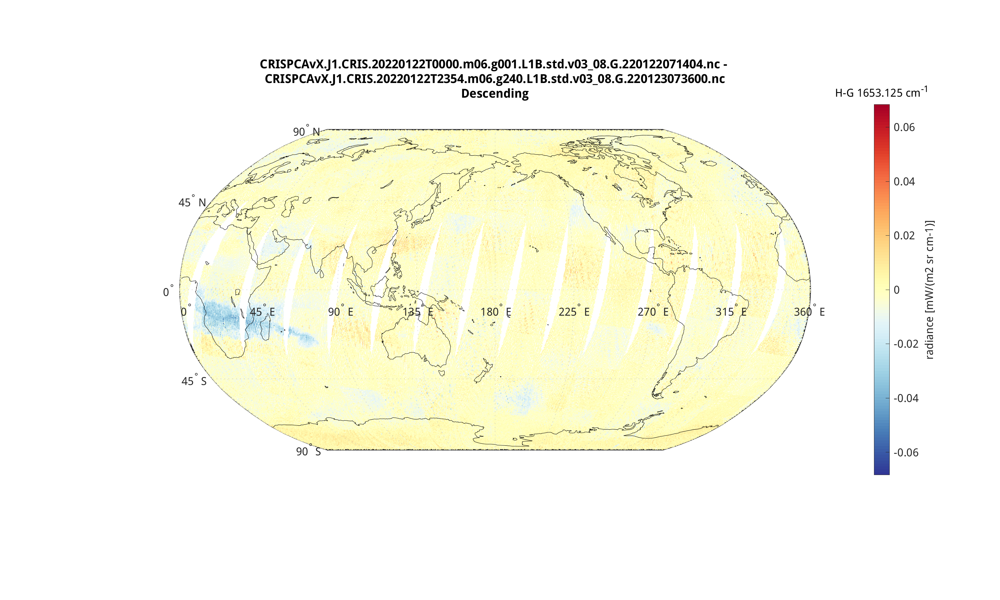 CRISPCAvX.J1.CRIS.20220122T0000.m06.g001.L1B.std.v03_08.G.220122071404.nc -
CRISPCAvX.J1.CRIS.20220122T2354.m06.g240.L1B.std.v03_08.G.220123073600.nc
Descending
H-G 1653.125 cm-1
90° N
45° N
0°
0°
45° E
90° E
135° E
180° E
225° E
270° E
315° E
360° E
45° S
90° S
0.06
0.04
0.02
0
-0.02
-0.04
-0.06
radiance [mW/(m2 sr cm-1)]